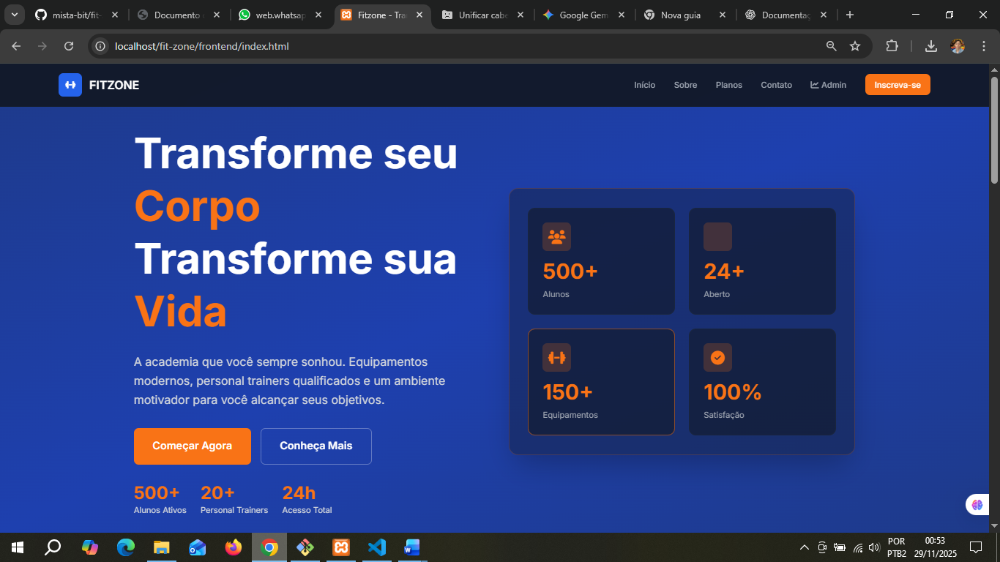 mista-bit/fit-
Documento
web.whatsap
Fitzone - Tra
Unificar cabe
Google Gem
Nova guia
Documentaç
localhost/fit-zone/frontend/index.html
FITZONE
Início
Sobre
Planos
Contato
Admin
Inscreva-se
Transforme seu
Corpo
Transforme sua
Vida
A academia que você sempre sonhou. Equipamentos
modernos, personal trainers qualificados e um ambiente
motivador para você alcançar seus objetivos.
Começar Agora
Conheça Mais
500+
Alunos Ativos
20+
Personal Trainers
24h
Acesso Total
500+
Alunos
24+
Aberto
150+
Equipamentos
100%
Satisfação
POR
PTB2
00:53
29/11/2025